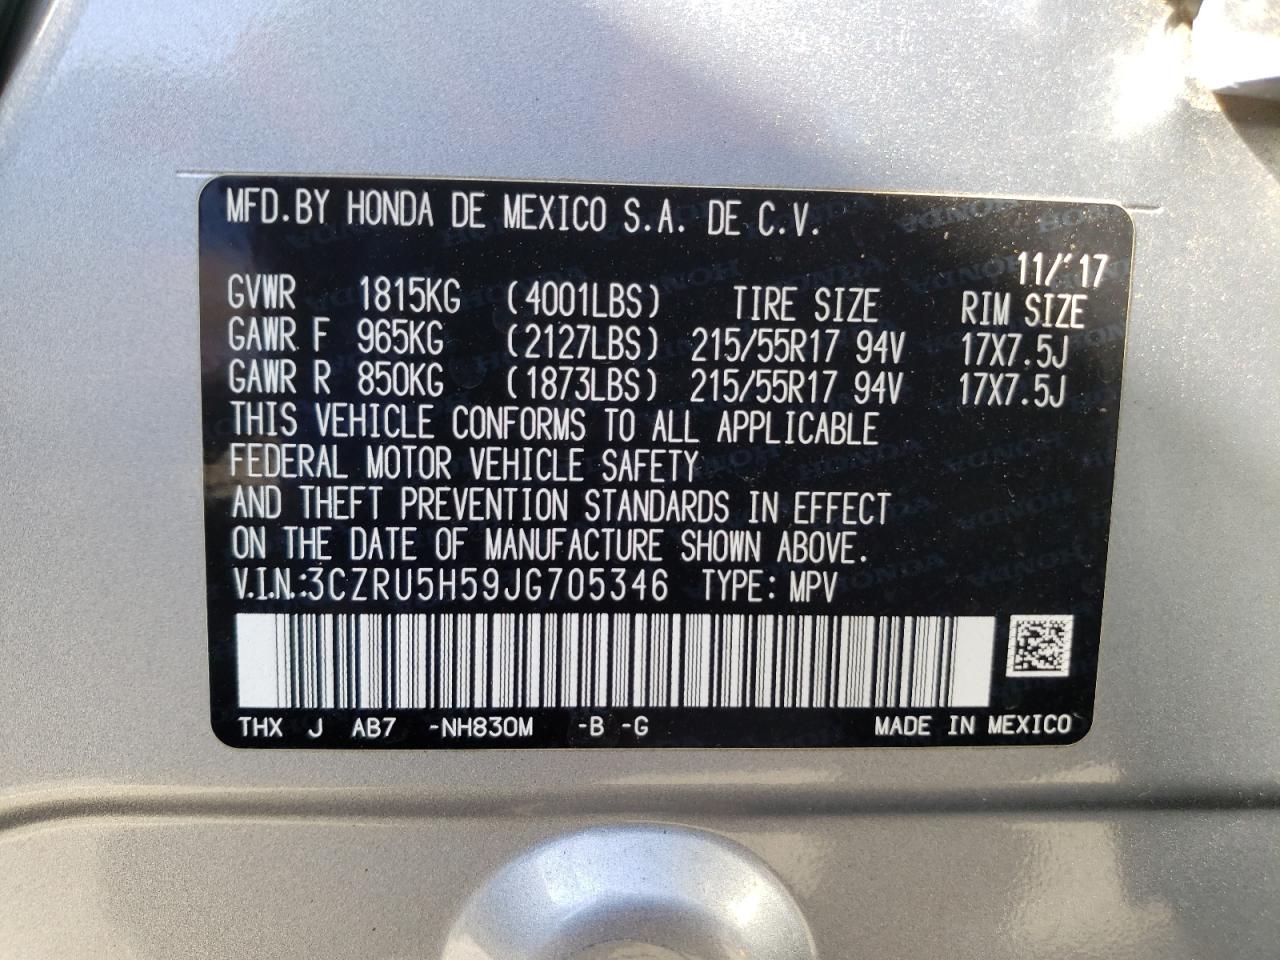 MFD.BY HONDA DE MEXICO S.A. DE C.V.
11/'17
GVWR 1815KG (4001LBS) TIRE SIZE RIM SIZE
GAWR F 965KG (2127LBS) 215/55R17 94V 17X7.5J
GAWR R 850KG (1873LBS) 215/55R17 94V 17X7.5J
THIS VEHICLE CONFORMS TO ALL APPLICABLE
FEDERAL MOTOR VEHICLE SAFETY
AND THEFT PREVENTION STANDARDS IN EFFECT
ON THE DATE OF MANUFACTURE SHOWN ABOVE.
V.I.N.:3CZRU5H59JG705346 TYPE: MPV
THX J AB7 -NH830M -B -G MADE IN MEXICO